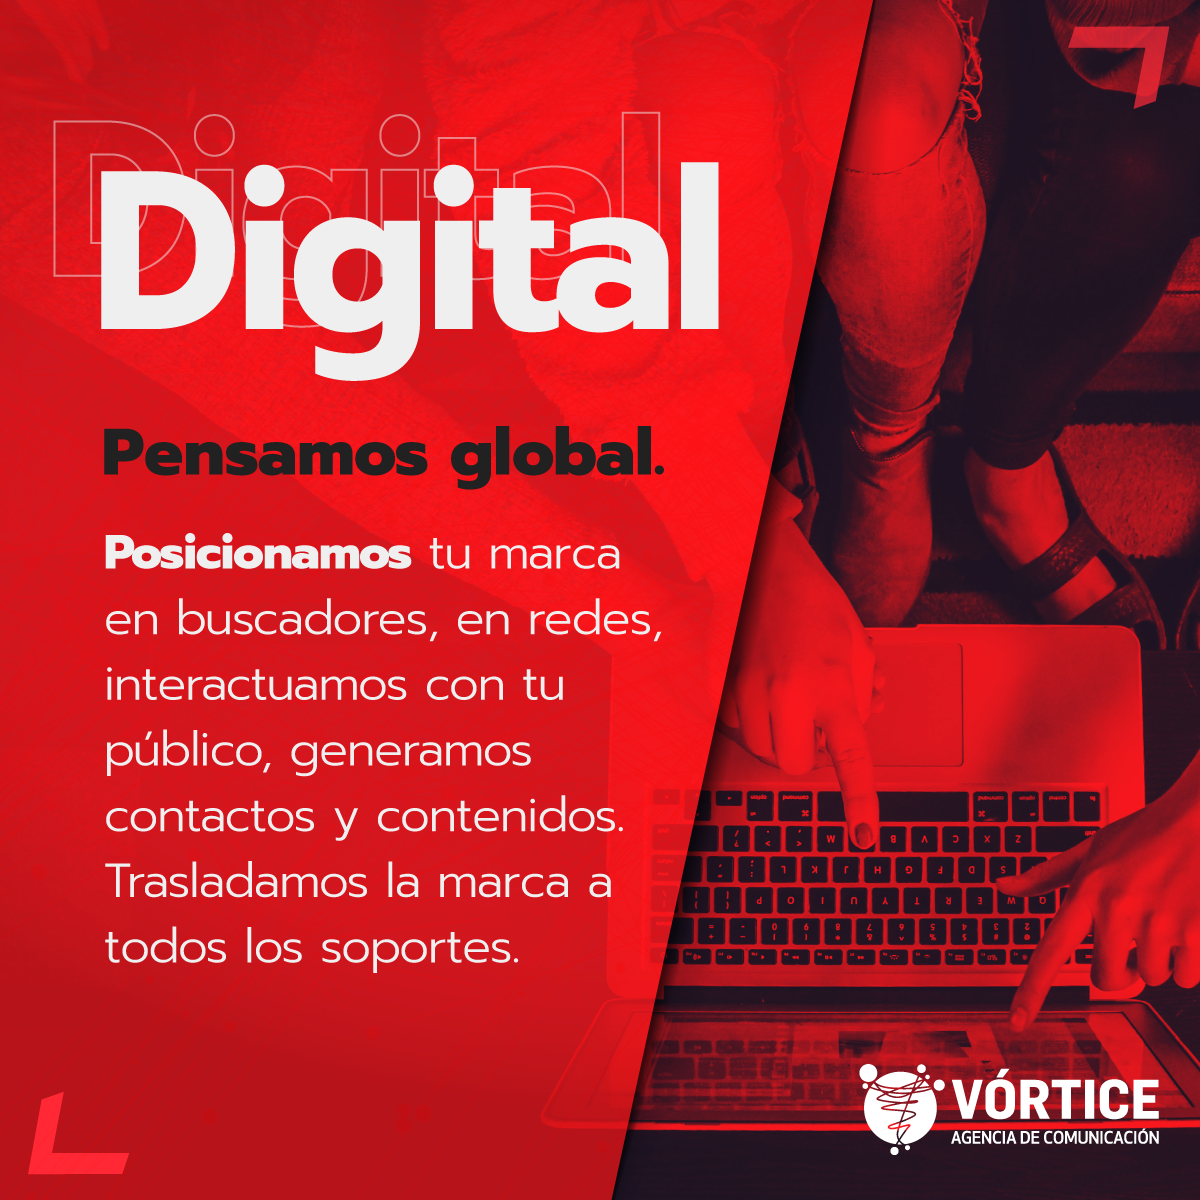 Digital
Pensamos global.
Posicionamos tu marca
en buscadores, en redes,
interactuamos con tu
público, generamos
contactos y contenidos.
Trasladamos la marca a
todos los soportes.
VÓRTICE
AGENCIA DE COMUNICACIÓN